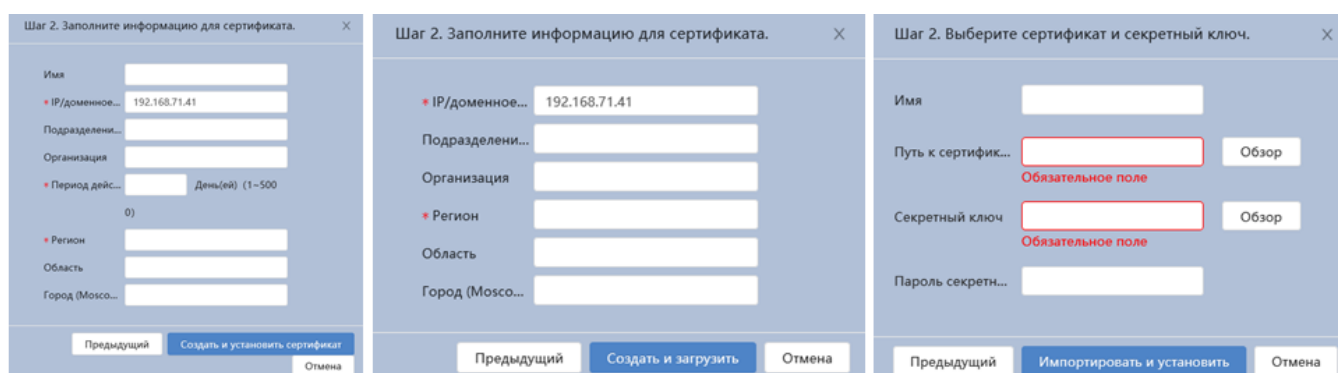 Шаг 2. Заполните информацию для сертификата.
Имя
* IP/доменное... 192.168.71.41
Подразделени...
Организация
* Период дейс... День(ей) (1~500
0)
* Регион
Область
Город (Mosco...
Предыдущий Создать и установить сертификат
Отмена
Шаг 2. Заполните информацию для сертификата.
* IP/доменное... 192.168.71.41
Подразделени...
Организация
* Регион
Область
Город (Mosco...
Предыдущий Создать и загрузить Отмена
Шаг 2. Выберите сертификат и секретный ключ.
Имя
Путь к сертифик... Обзор
Обязательное поле
Секретный ключ Обзор
Обязательное поле
Пароль секретн...
Предыдущий Импортировать и установить Отмена